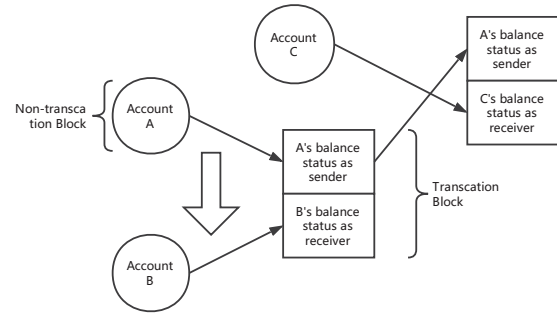 Account
C
A's balance
status as
sender
C's balance
status as
receiver
Non-transca
tion Block
Account
A
A's balance
status as
sender
B's balance
status as
receiver
Transcation
Block
Account
B